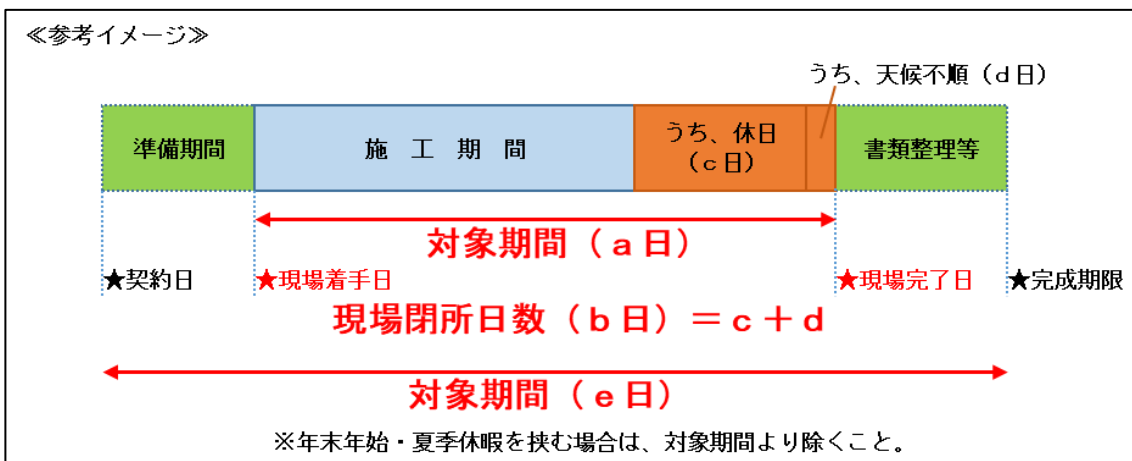 ≪参考イメージ≫
うち、天候不順（ｄ日）
準備期間
施　工　期　間
うち、休日
（ｃ日）
書類整理等
対象期間（ａ日）
★契約日
★現場着手日
★現場完了日
★完成期限
現場閉所日数（ｂ日）＝ｃ＋ｄ
対象期間（ｅ日）
※年末年始・夏季休暇を挟む場合は、対象期間より除くこと。